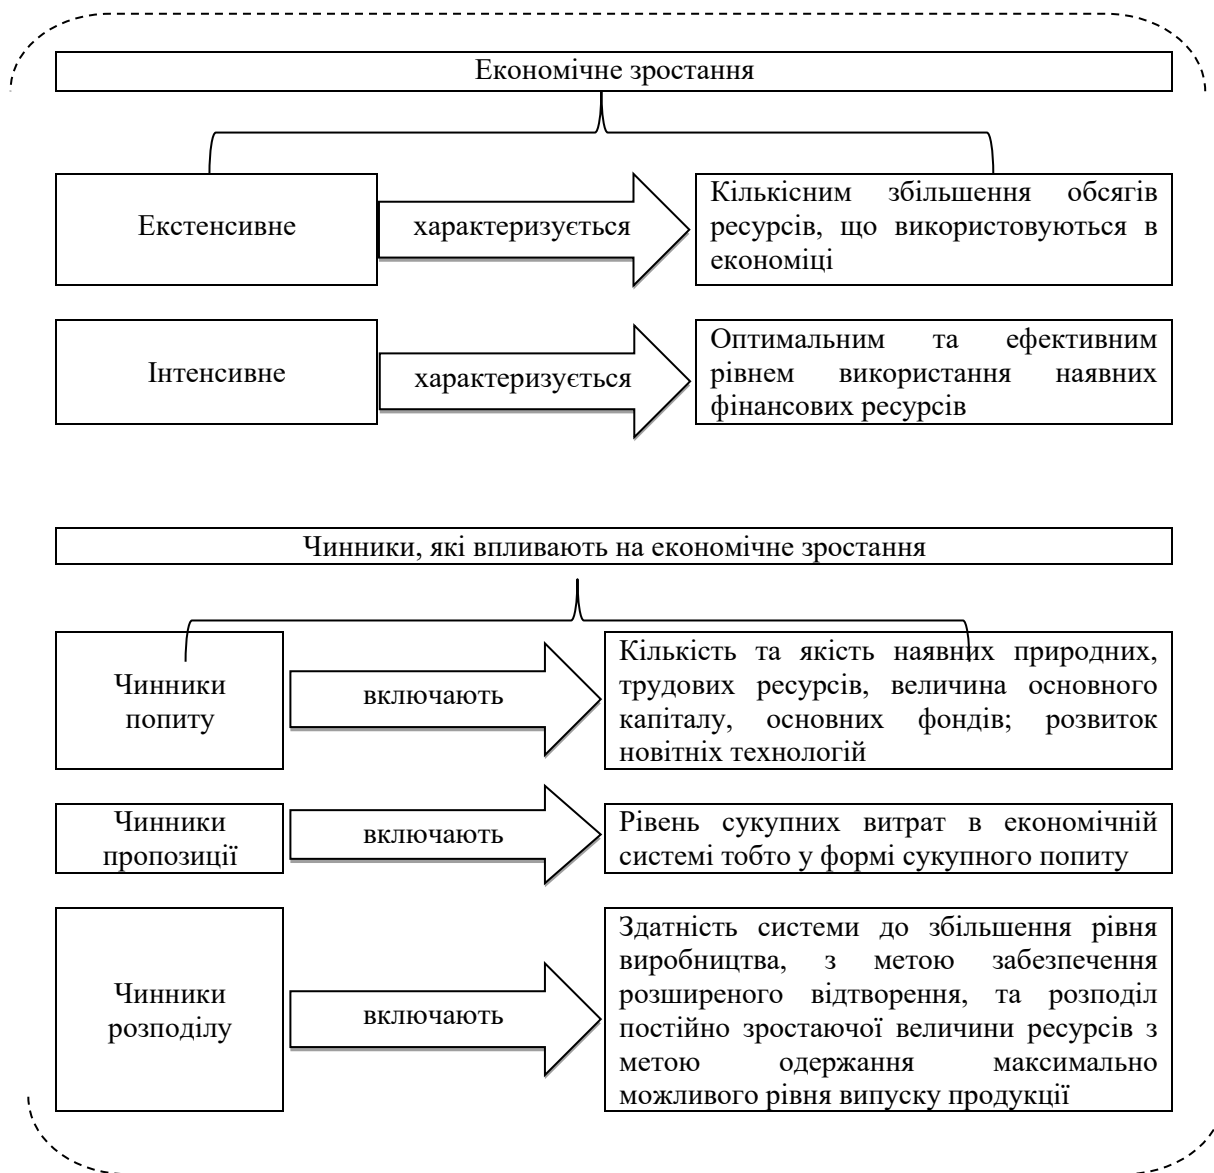 Економічне зростання
Екстенсивне
характеризується
Кількісним збільшення обсягів
ресурсів, що використовуються в
економіці
Інтенсивне
характеризується
Оптимальним та ефективним
рівнем використання наявних
фінансових ресурсів
Чинники, які впливають на економічне зростання
Чинники
попиту
включають
Кількість та якість наявних природних,
трудових ресурсів, величина основного
капіталу, основних фондів; розвиток
новітніх технологій
Чинники
пропозиції
включають
Рівень сукупних витрат в економічній
системі тобто у формі сукупного попиту
Чинники
розподілу
включають
Здатність системи до збільшення рівня
виробництва, з метою забезпечення
розширеного відтворення, та розподіл
постійно зростаючої величини ресурсів з
метою одержання максимально
можливого рівня випуску продукції